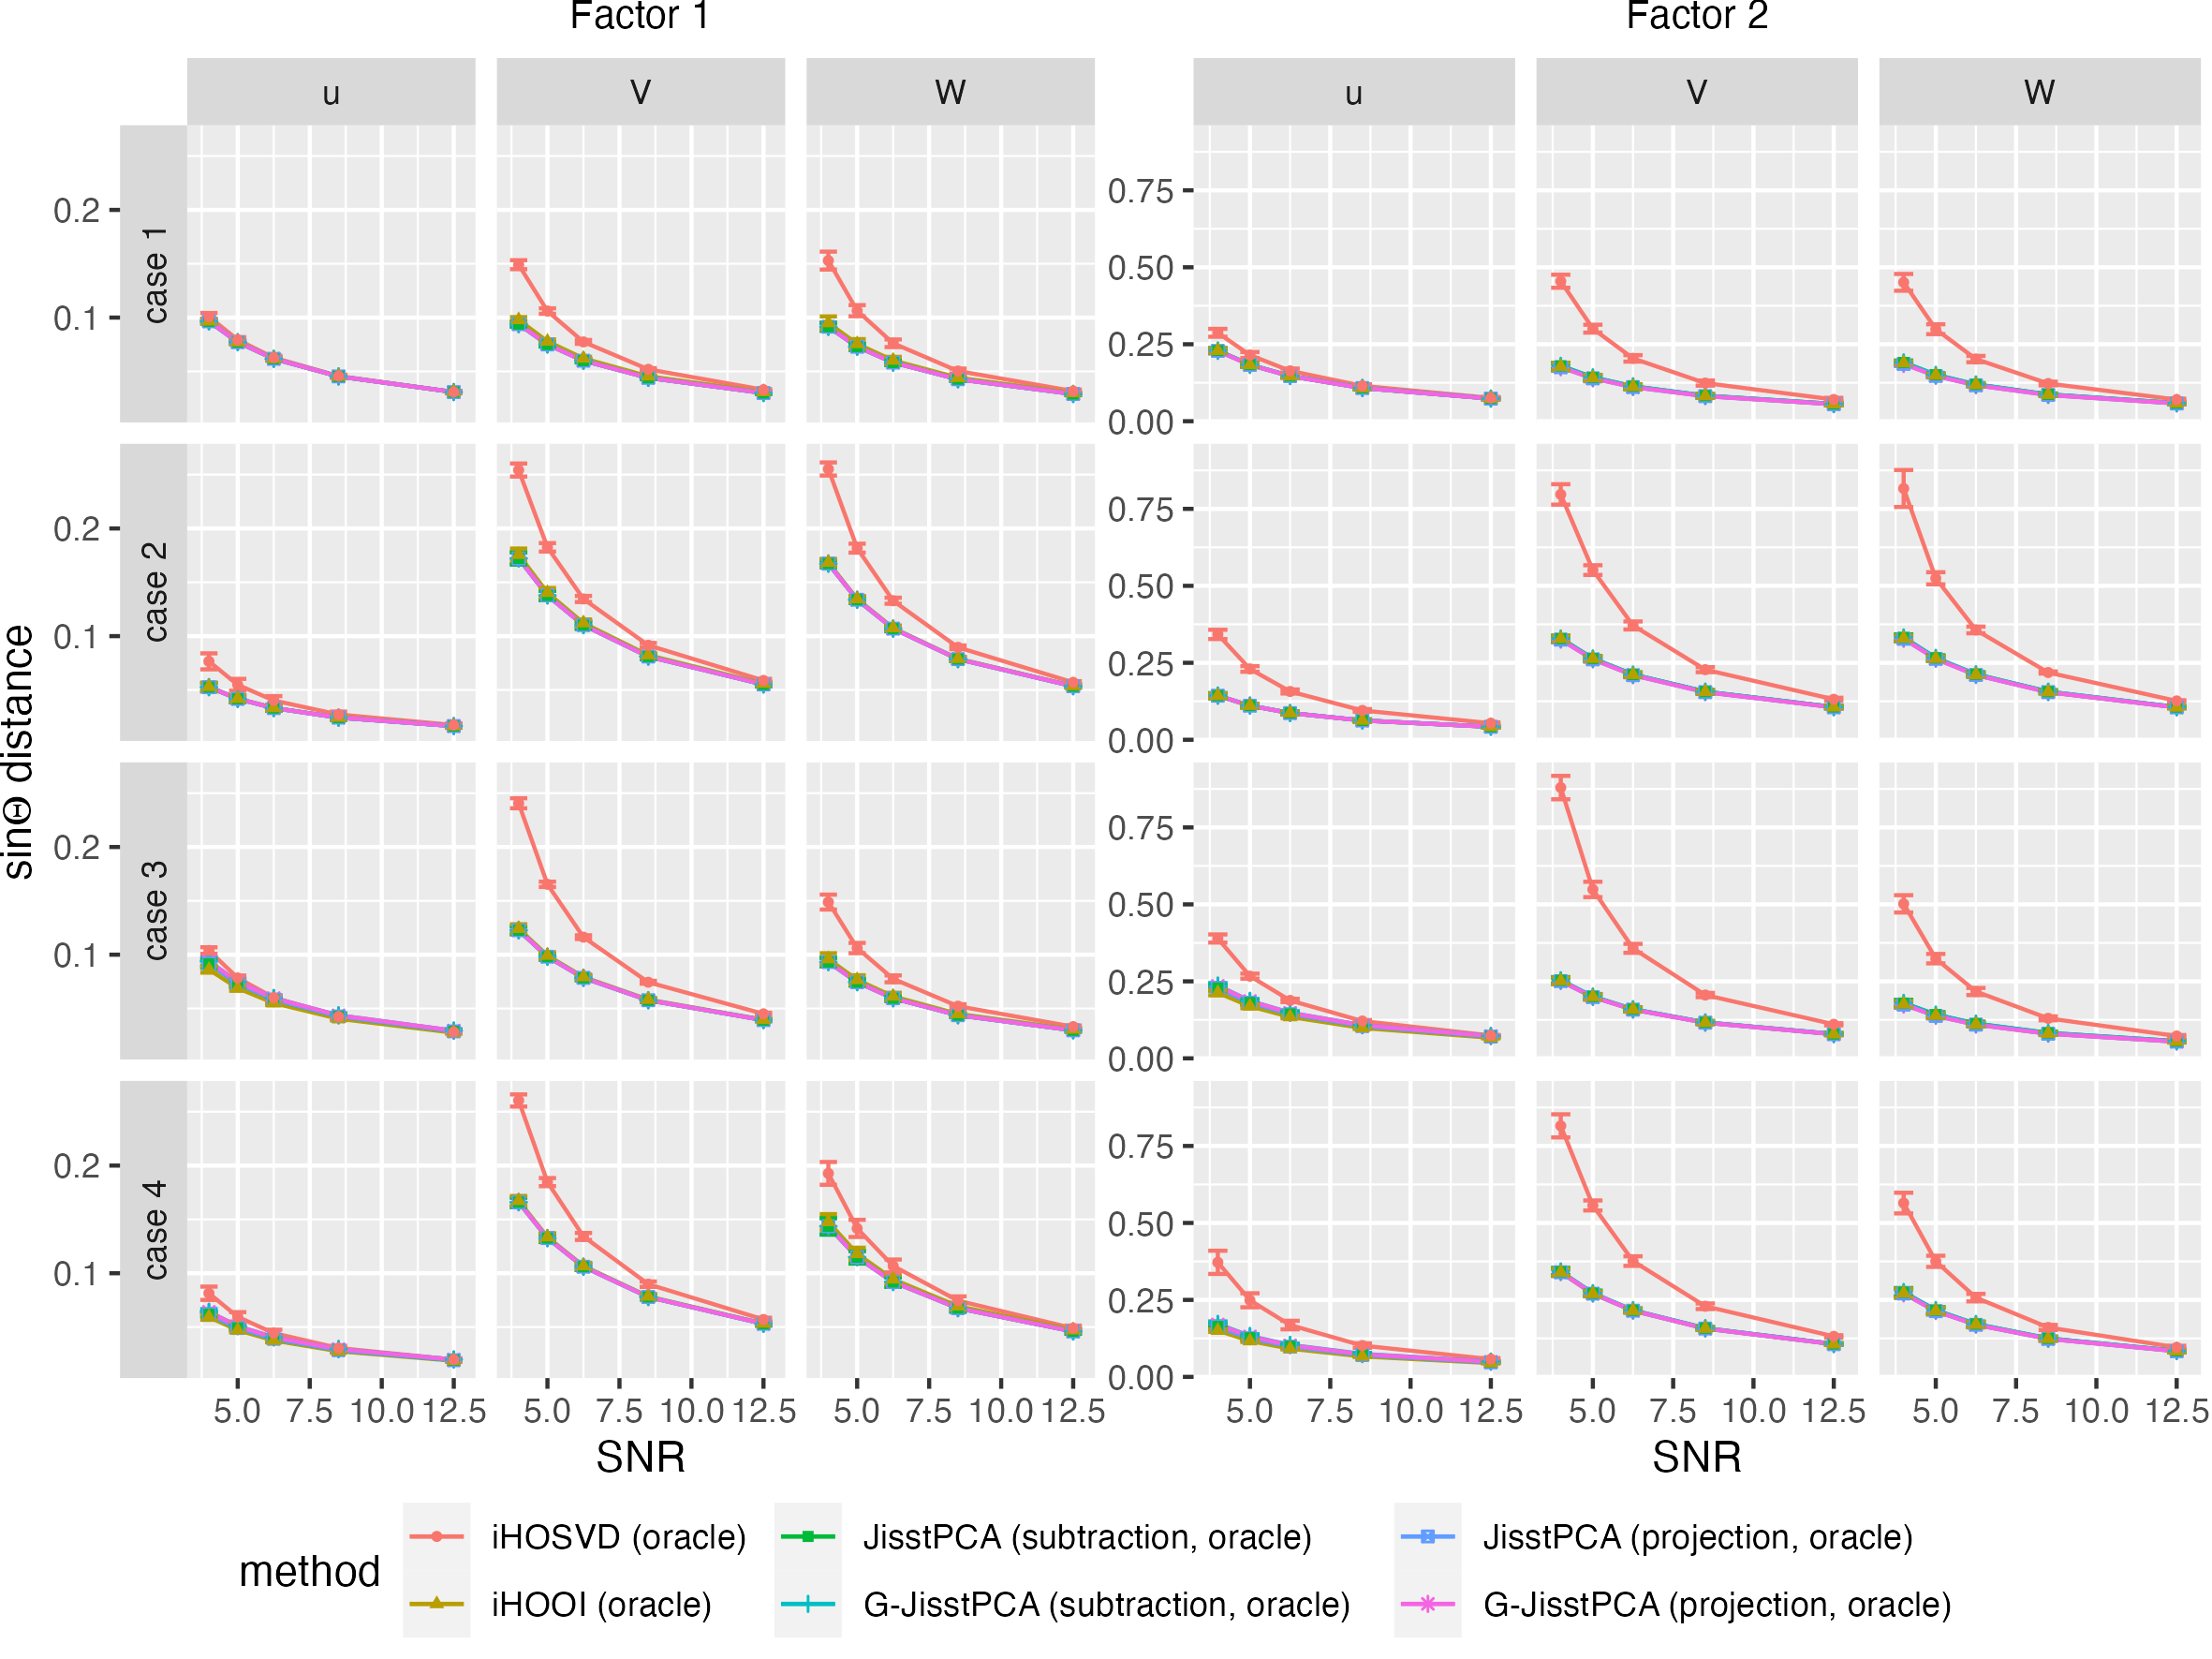 Factor 1 Factor 2
u V W u V W
case 1
0.2
0.1
0.75
0.50
0.25
0.00
case 2
0.2
0.1
0.75
0.50
0.25
0.00
case 3
0.2
0.1
0.75
0.50
0.25
0.00
case 4
0.2
0.1
0.75
0.50
0.25
0.00
sinΘ distance
5.0 7.5 10.0 12.5 5.0 7.5 10.0 12.5 5.0 7.5 10.0 12.5 5.0 7.5 10.0 12.5 5.0 7.5 10.0 12.5 5.0 7.5 10.0 12.5
SNR SNR
method
iHOSVD (oracle) JisstPCA (subtraction, oracle) JisstPCA (projection, oracle)
iHOOI (oracle) G-JisstPCA (subtraction, oracle) G-JisstPCA (projection, oracle)